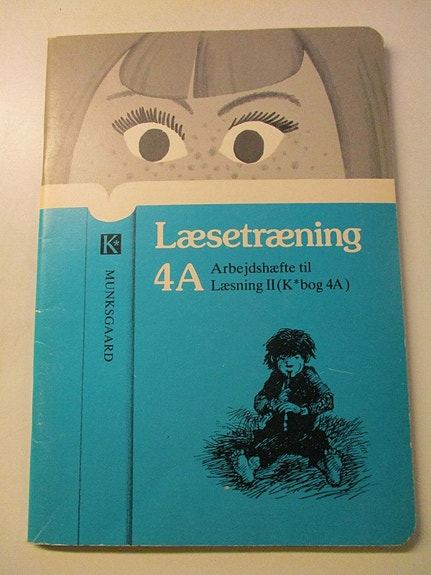 Læsetræning
4A Arbejdshæfte til
Læsning II (K*bog 4A)
K*
MUNKSGAARD